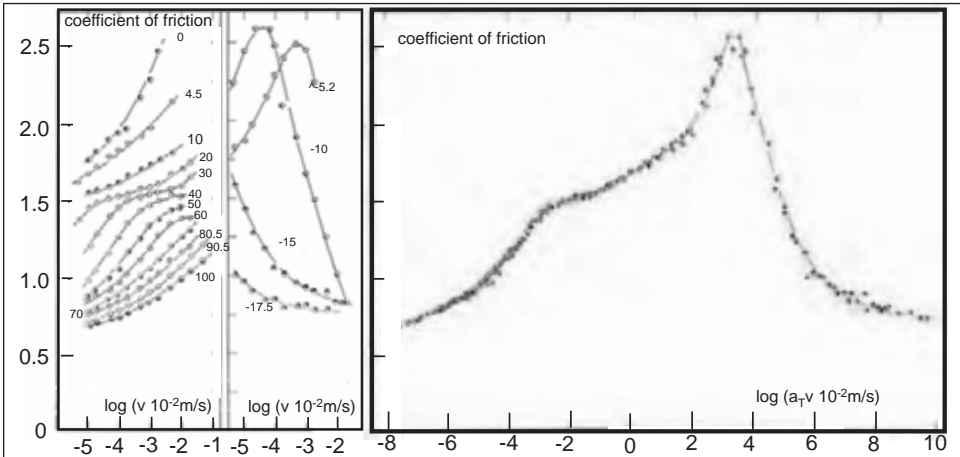 coefficient of friction
2.5
2.0
1.5
1.0
0.5
0
0
4.5
10
20
30
40
50
60
80.5
90.5
100
70
log (v 10-2m/s)
-5 -4 -3 -2 -1
-5.2
-10
-15
-17.5
log (v 10-2m/s)
-5 -4 -3 -2
coefficient of friction
log (aTv 10-2m/s)
-8 -6 -4 -2 0 2 4 6 8 10